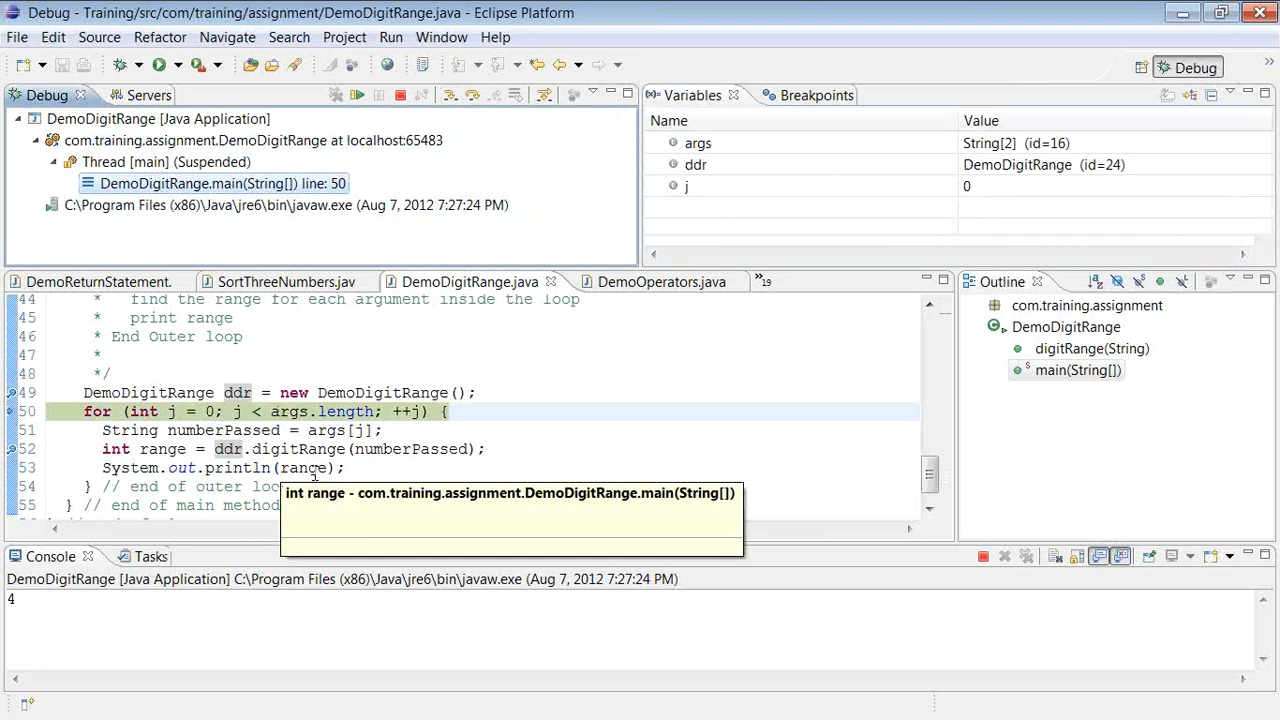 Debug - Training/src/com/training/assignment/DemoDigitRange.java - Eclipse Platform
File Edit Source Refactor Navigate Search Project Run Window Help
Debug
Debug Servers
DemoDigitRange [Java Application]
com.training.assignment.DemoDigitRange at localhost:65483
Thread [main] (Suspended)
DemoDigitRange.main(String[]) line: 50
C:\Program Files (x86)\Java\jre6\bin\javaw.exe (Aug 7, 2012 7:27:24 PM)
Variables Breakpoints
Name Value
args String[2] (id=16)
ddr DemoDigitRange (id=24)
j 0
DemoReturnStatement. SortThreeNumbers.jav DemoDigitRange.java DemoOperators.java 19
44 * find the range for each argument inside the loop
45 * print range
46 * End Outer loop
47 *
48 */
49 DemoDigitRange ddr = new DemoDigitRange();
50 for (int j = 0; j < args.length; ++j) {
51 String numberPassed = args[j];
52 int range = ddr.digitRange(numberPassed);
53 System.out.println(range);
54 } // end of outer loo
55 } // end of main method
int range - com.training.assignment.DemoDigitRange.main(String[])
Outline
com.training.assignment
DemoDigitRange
digitRange(String)
S main(String[])
Console Tasks
DemoDigitRange [Java Application] C:\Program Files (x86)\Java\jre6\bin\javaw.exe (Aug 7, 2012 7:27:24 PM)
4